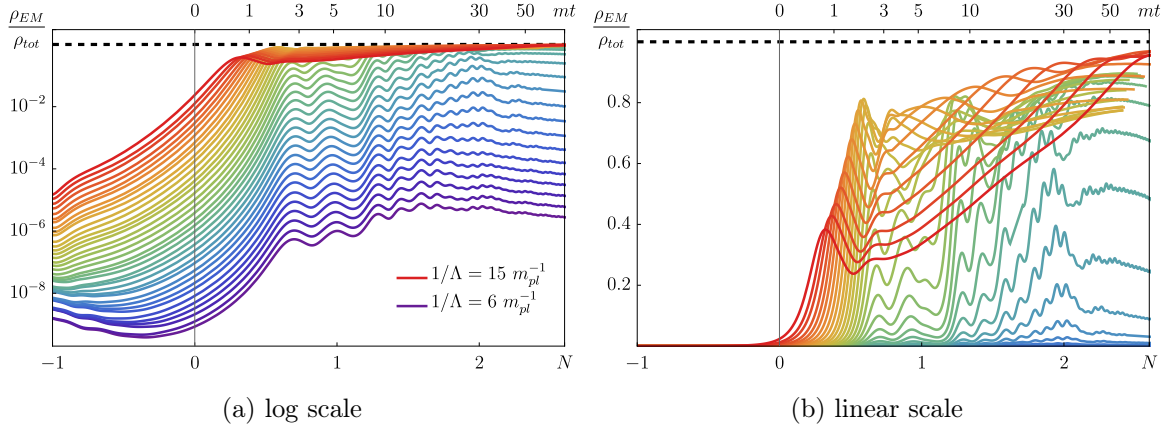 ρ_EM/ρ_tot
0 1 3 5 10 30 50 mt
10^-2
10^-4
10^-6
10^-8
1/Λ = 15 m_pl^-1
1/Λ = 6 m_pl^-1
-1 0 1 2 N
(a) log scale
ρ_EM/ρ_tot
0 1 3 5 10 30 50 mt
0.8
0.6
0.4
0.2
-1 0 1 2 N
(b) linear scale